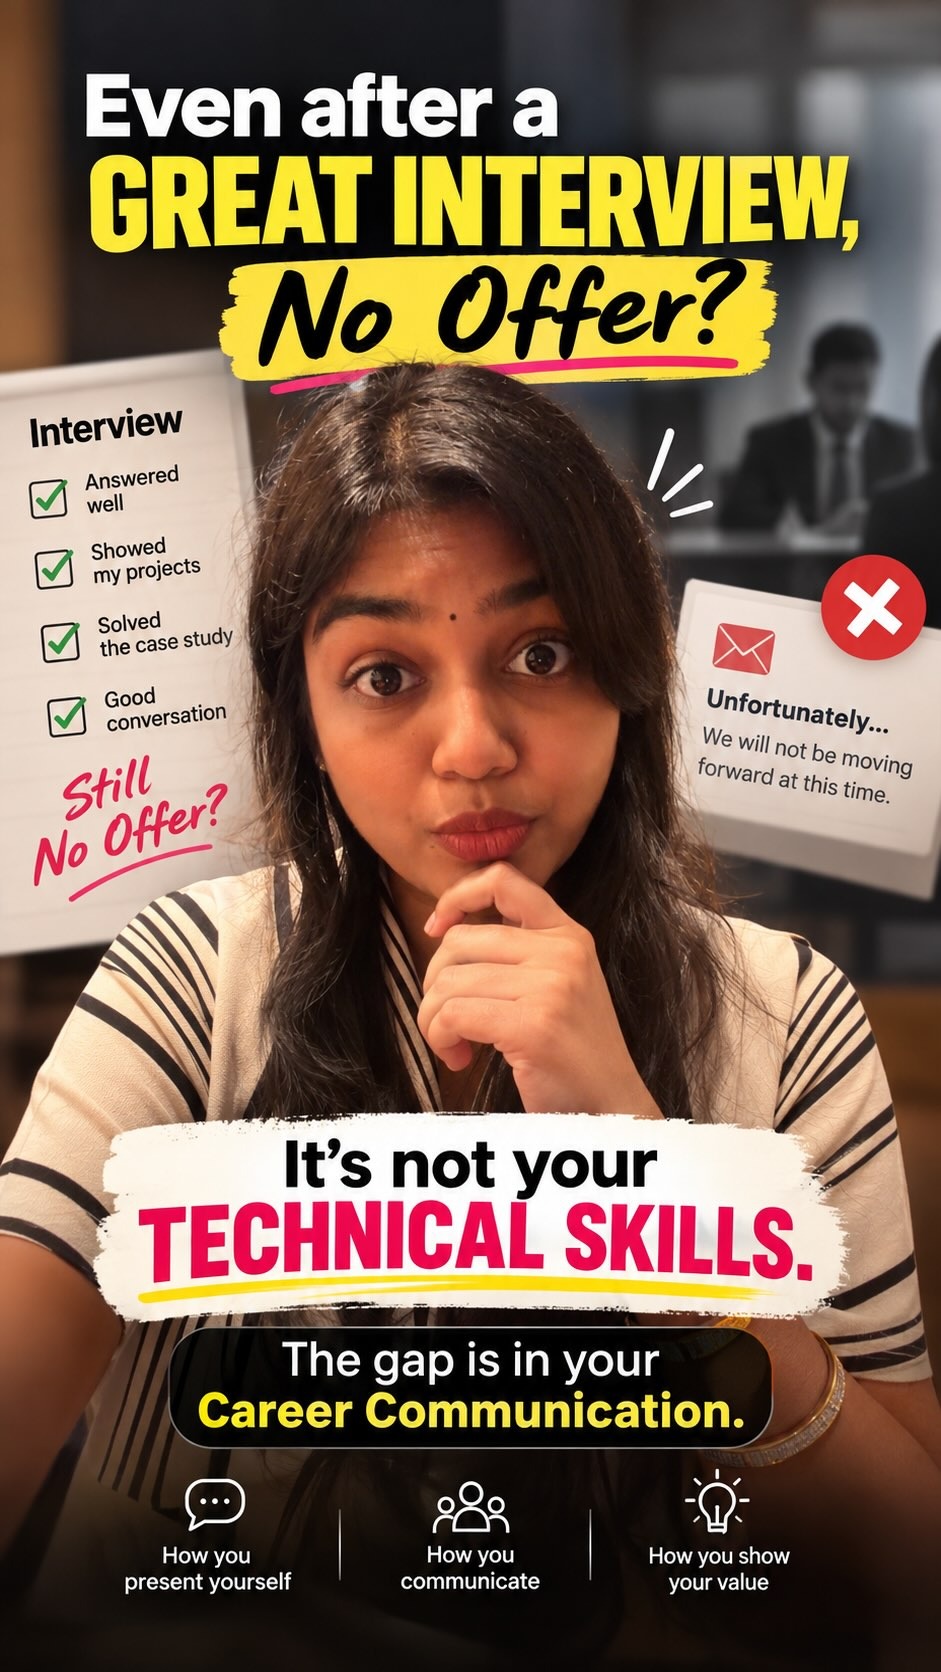 Even after a
GREAT INTERVIEW,
No Offer?
Interview
Answered
well
Showed
my projects
Solved
the case study
Good
conversation
Still
No Offer?
Unfortunately...
We will not be moving
forward at this time.
It's not your
TECHNICAL SKILLS.
The gap is in your
Career Communication.
How you
present yourself
How you
communicate
How you show
your value